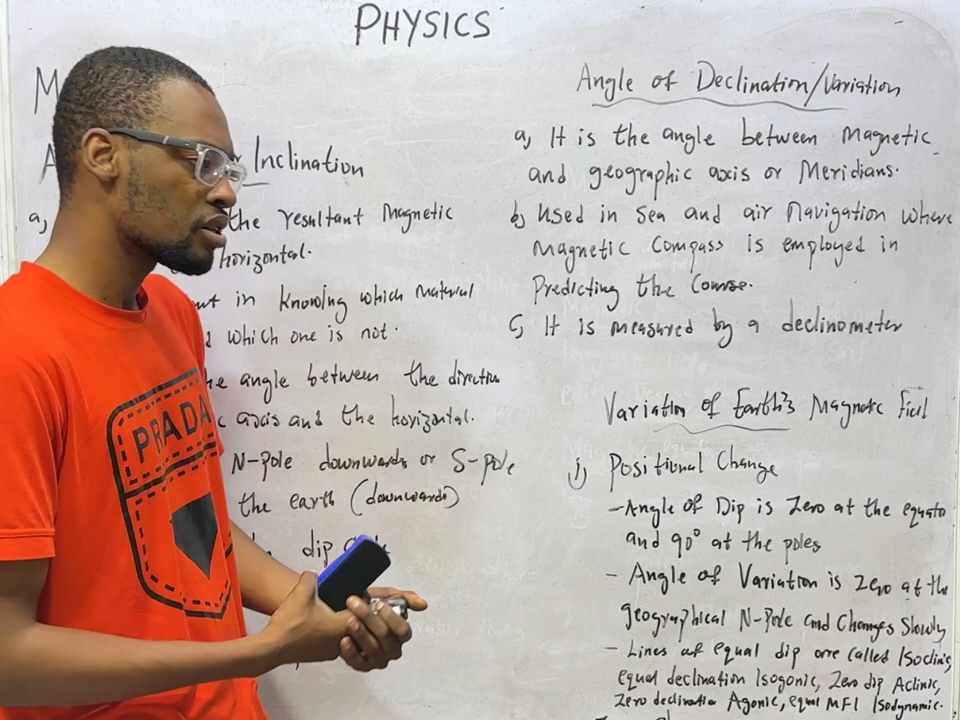 PHYSICS
M
A Inclination
a, the resultant Magnetic
horizontal.
in knowing which material
which one is not.
angle between the direction
axis and the horizontal.
N-Pole downwards or S-Pole
the earth (downwards)
dip
PRADA
Angle of Declination/Variation
a, It is the angle between Magnetic
and geographic axis or Meridians.
b, Used in Sea and air Navigation where
Magnetic Compass is employed in
Predicting the Course.
c, It is measured by a declinometer
Variation of Earth's Magnetic Field
i) Positional Change
- Angle of Dip is Zero at the equator
and 90° at the poles
- Angle of Variation is Zero at the
geographical N-Pole and Changes Slowly
- Lines of equal dip are called Isoclinic,
equal declination Isogonic, Zero dip Aclinic,
Zero declination Agonic, equal MFI Isodynamic.